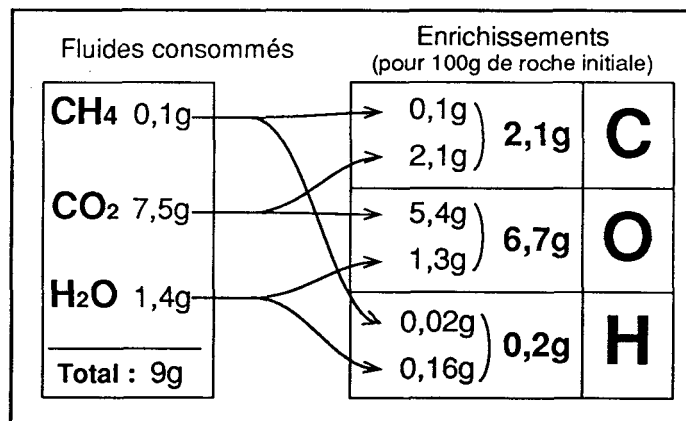 Fluides consommés
CH4 0,1g
CO2 7,5g
H2O 1,4g
Total : 9g
Enrichissements
(pour 100g de roche initiale)
0,1g
2,1g
2,1g
C
5,4g
1,3g
6,7g
O
0,02g
0,16g
0,2g
H